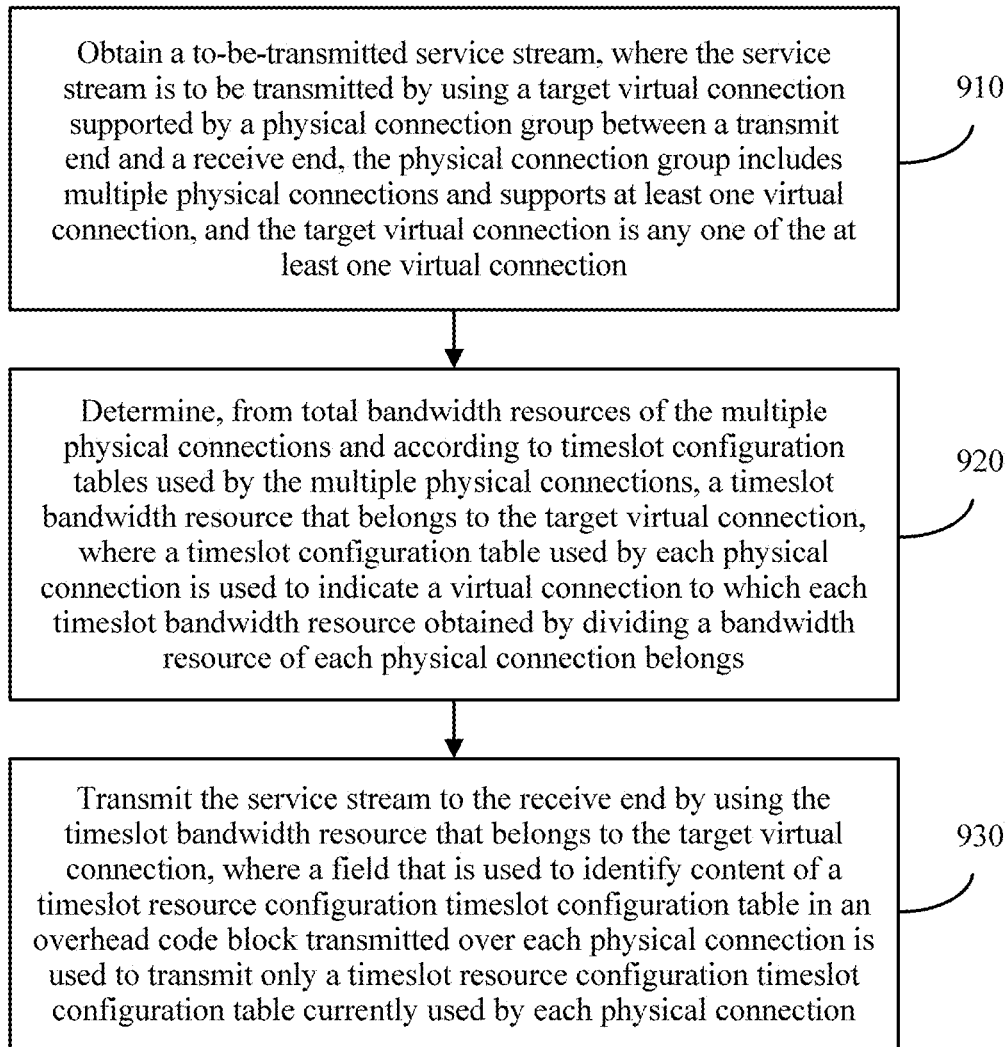 Obtain a to-be-transmitted service stream, where the service
stream is to be transmitted by using a target virtual connection
supported by a physical connection group between a transmit
end and a receive end, the physical connection group includes
multiple physical connections and supports at least one virtual
connection, and the target virtual connection is any one of the at
least one virtual connection
910
Determine, from total bandwidth resources of the multiple
physical connections and according to timeslot configuration
tables used by the multiple physical connections, a timeslot
bandwidth resource that belongs to the target virtual connection,
where a timeslot configuration table used by each physical
connection is used to indicate a virtual connection to which each
timeslot bandwidth resource obtained by dividing a bandwidth
resource of each physical connection belongs
920
Transmit the service stream to the receive end by using the
timeslot bandwidth resource that belongs to the target virtual
connection, where a field that is used to identify content of a
timeslot resource configuration timeslot configuration table in an
overhead code block transmitted over each physical connection is
used to transmit only a timeslot resource configuration timeslot
configuration table currently used by each physical connection
930